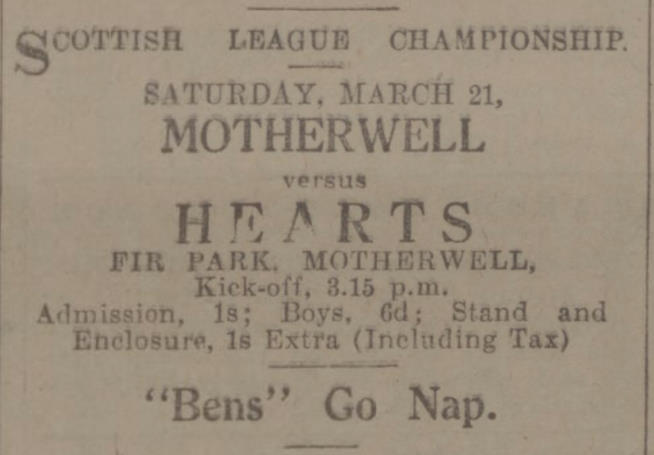 SCOTTISH LEAGUE CHAMPIONSHIP.
SATURDAY, MARCH 21,
MOTHERWELL
versus
HEARTS
FIR PARK, MOTHERWELL,
Kick-off, 3.15 p.m.
Admission, 1s; Boys, 6d; Stand and
Enclosure, 1s Extra (Including Tax)
"Bens" Go Nap.